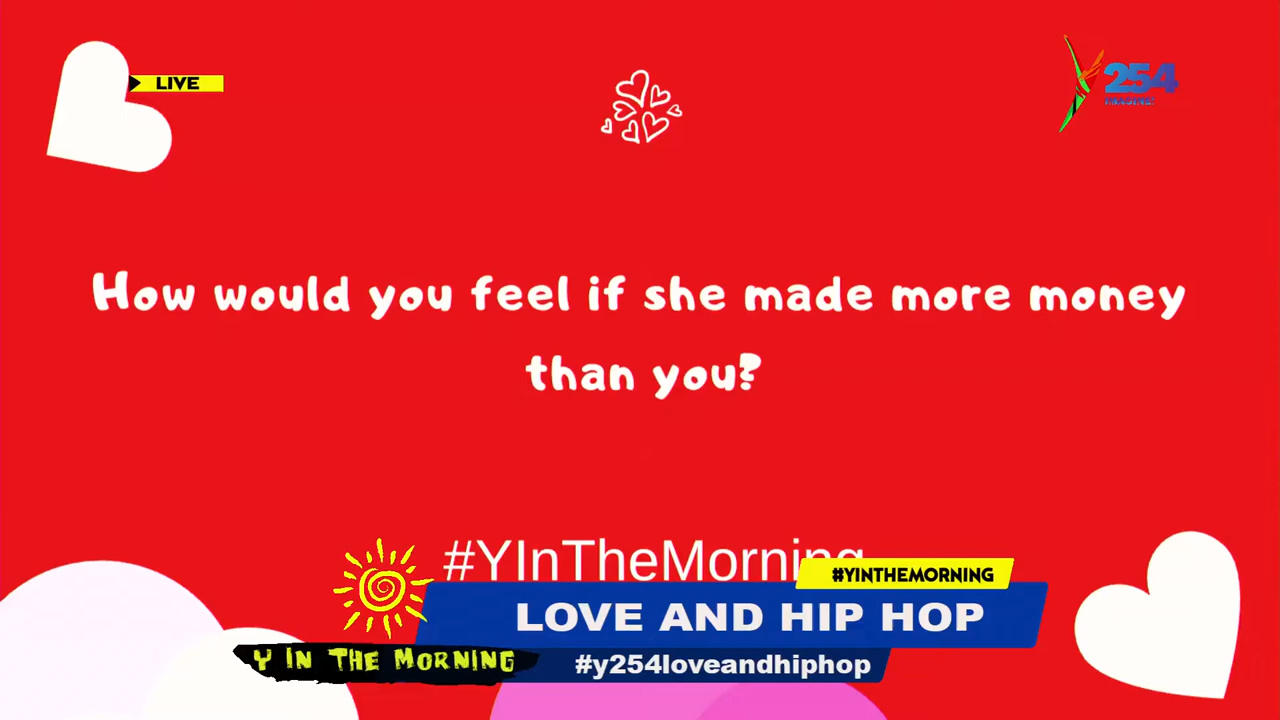 LIVE
254
How would you feel if she made more money
than you?
#YInTheMorning
#YINTHEMORNING
LOVE AND HIP HOP
Y IN THE MORNING
#y254loveandhiphop